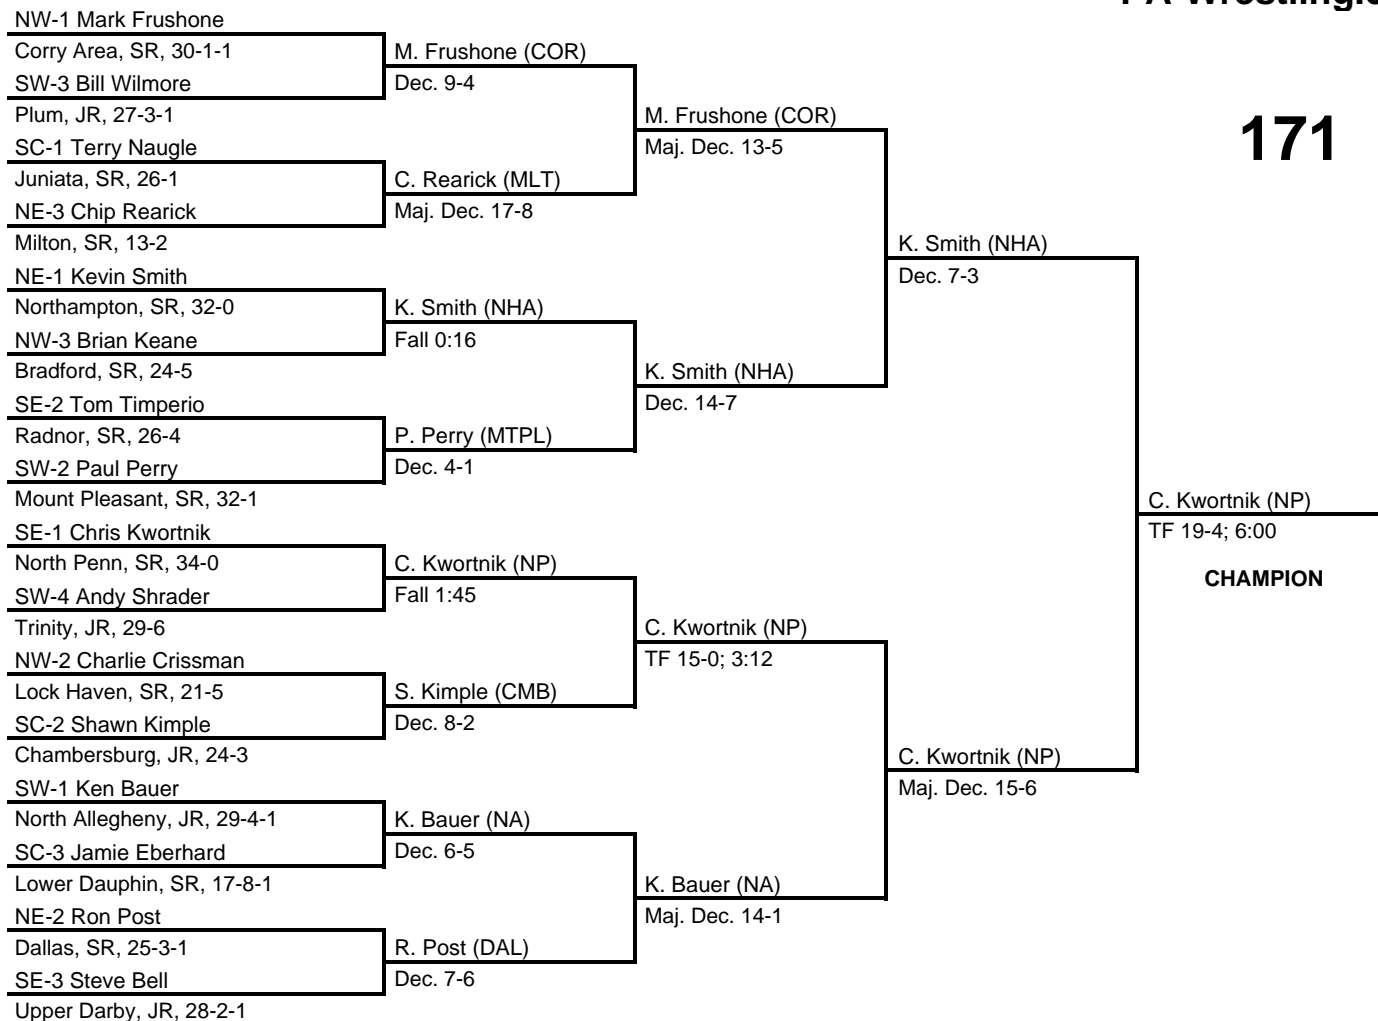 NW-1 Mark Frushone
Corry Area, SR, 30-1-1
SW-3 Bill Wilmore
Plum, JR, 27-3-1
SC-1 Terry Naugle
Juniata, SR, 26-1
NE-3 Chip Rearick
Milton, SR, 13-2
NE-1 Kevin Smith
Northampton, SR, 32-0
NW-3 Brian Keane
Bradford, SR, 24-5
SE-2 Tom Timperio
Radnor, SR, 26-4
SW-2 Paul Perry
Mount Pleasant, SR, 32-1
SE-1 Chris Kwortnik
North Penn, SR, 34-0
SW-4 Andy Shrader
Trinity, JR, 29-6
NW-2 Charlie Crissman
Lock Haven, SR, 21-5
SC-2 Shawn Kimple
Chambersburg, JR, 24-3
SW-1 Ken Bauer
North Allegheny, JR, 29-4-1
SC-3 Jamie Eberhard
Lower Dauphin, SR, 17-8-1
NE-2 Ron Post
Dallas, SR, 25-3-1
SE-3 Steve Bell
Upper Darby, JR, 28-2-1
M. Frushone (COR)
Dec. 9-4
C. Rearick (MLT)
Maj. Dec. 17-8
K. Smith (NHA)
Fall 0:16
P. Perry (MTPL)
Dec. 4-1
C. Kwortnik (NP)
Fall 1:45
S. Kimple (CMB)
Dec. 8-2
K. Bauer (NA)
Dec. 6-5
R. Post (DAL)
Dec. 7-6
M. Frushone (COR)
Maj. Dec. 13-5
K. Smith (NHA)
Dec. 14-7
C. Kwortnik (NP)
TF 15-0; 3:12
K. Bauer (NA)
Maj. Dec. 14-1
K. Smith (NHA)
Dec. 7-3
C. Kwortnik (NP)
Maj. Dec. 15-6
171
C. Kwortnik (NP)
TF 19-4; 6:00
CHAMPION